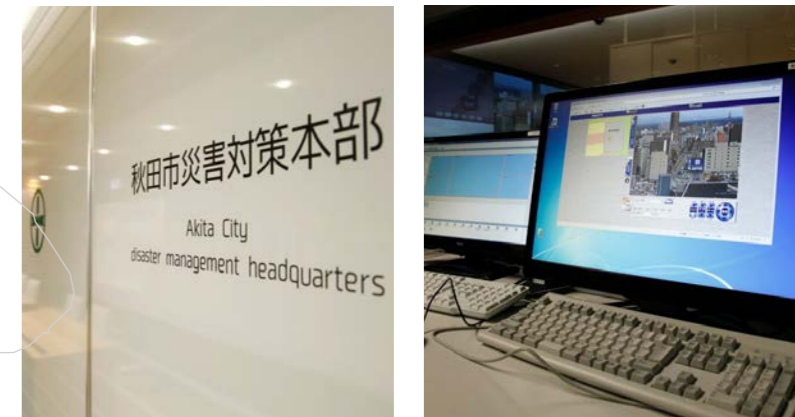 秋田市災害対策本部
Akita City
disaster management headquarters